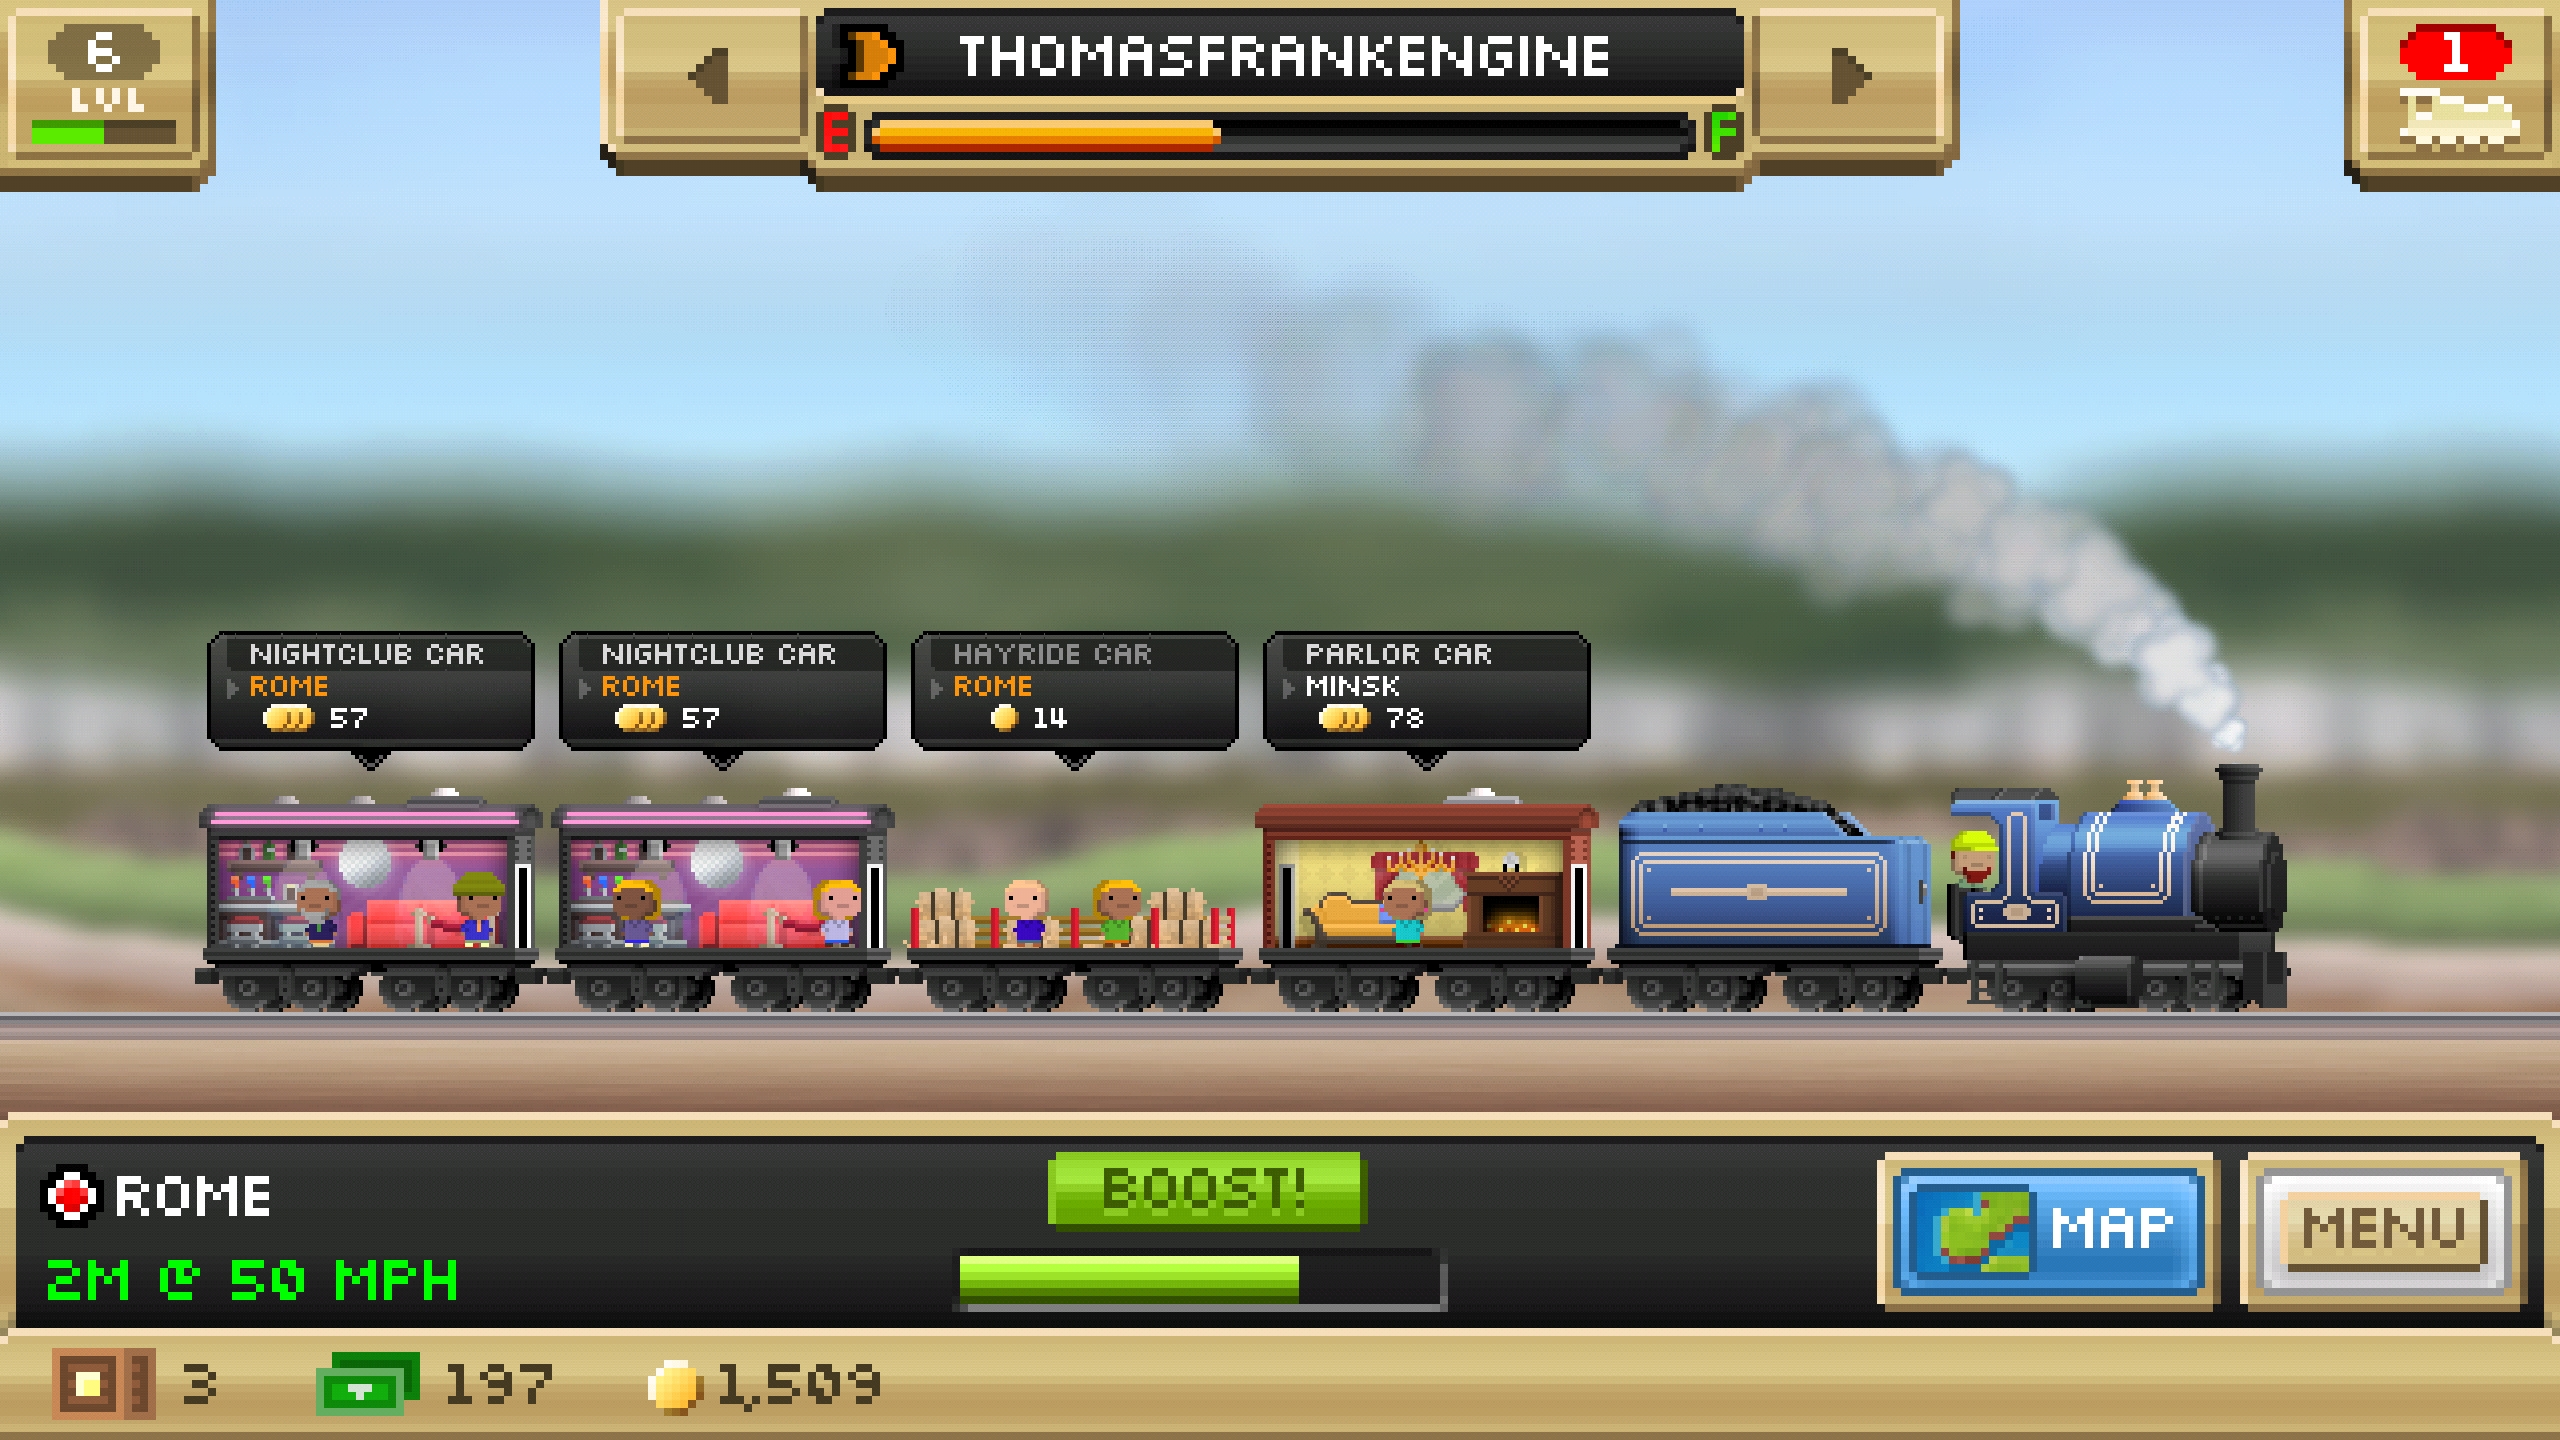 6
LVL
THOMASFRANKENGINE
E F
1
NIGHTCLUB CAR
ROME
57
NIGHTCLUB CAR
ROME
57
HAYRIDE CAR
ROME
14
PARLOR CAR
MINSK
78
ROME
2M @ 50 MPH
BOOST!
MAP
MENU
3
197
1,509